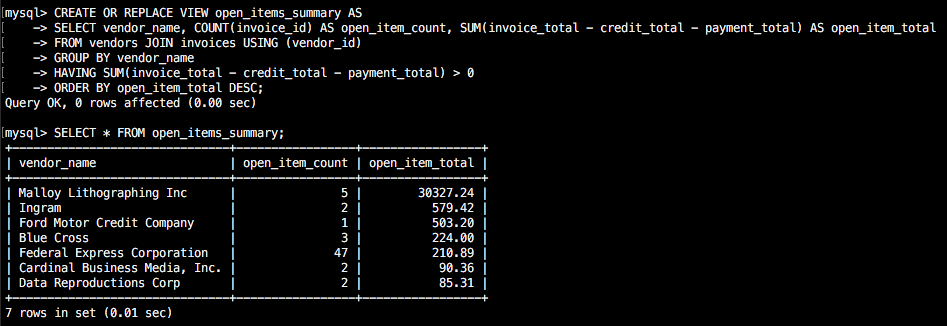 [mysql> CREATE OR REPLACE VIEW open_items_summary AS
[    -> SELECT vendor_name, COUNT(invoice_id) AS open_item_count, SUM(invoice_total - credit_total - payment_total) AS open_item_total
[    -> FROM vendors JOIN invoices USING (vendor_id)
[    -> GROUP BY vendor_name
[    -> HAVING SUM(invoice_total - credit_total - payment_total) > 0
[    -> ORDER BY open_item_total DESC;
Query OK, 0 rows affected (0.00 sec)

[mysql> SELECT * FROM open_items_summary;
+-------------------------------+-----------------+-----------------+
| vendor_name                   | open_item_count | open_item_total |
+-------------------------------+-----------------+-----------------+
| Malloy Lithographing Inc      |               5 |        30327.24 |
| Ingram                        |               2 |          579.42 |
| Ford Motor Credit Company     |               1 |          503.20 |
| Blue Cross                    |               3 |          224.00 |
| Federal Express Corporation   |              47 |          210.89 |
| Cardinal Business Media, Inc. |               2 |           90.36 |
| Data Reproductions Corp       |               2 |           85.31 |
+-------------------------------+-----------------+-----------------+
7 rows in set (0.01 sec)